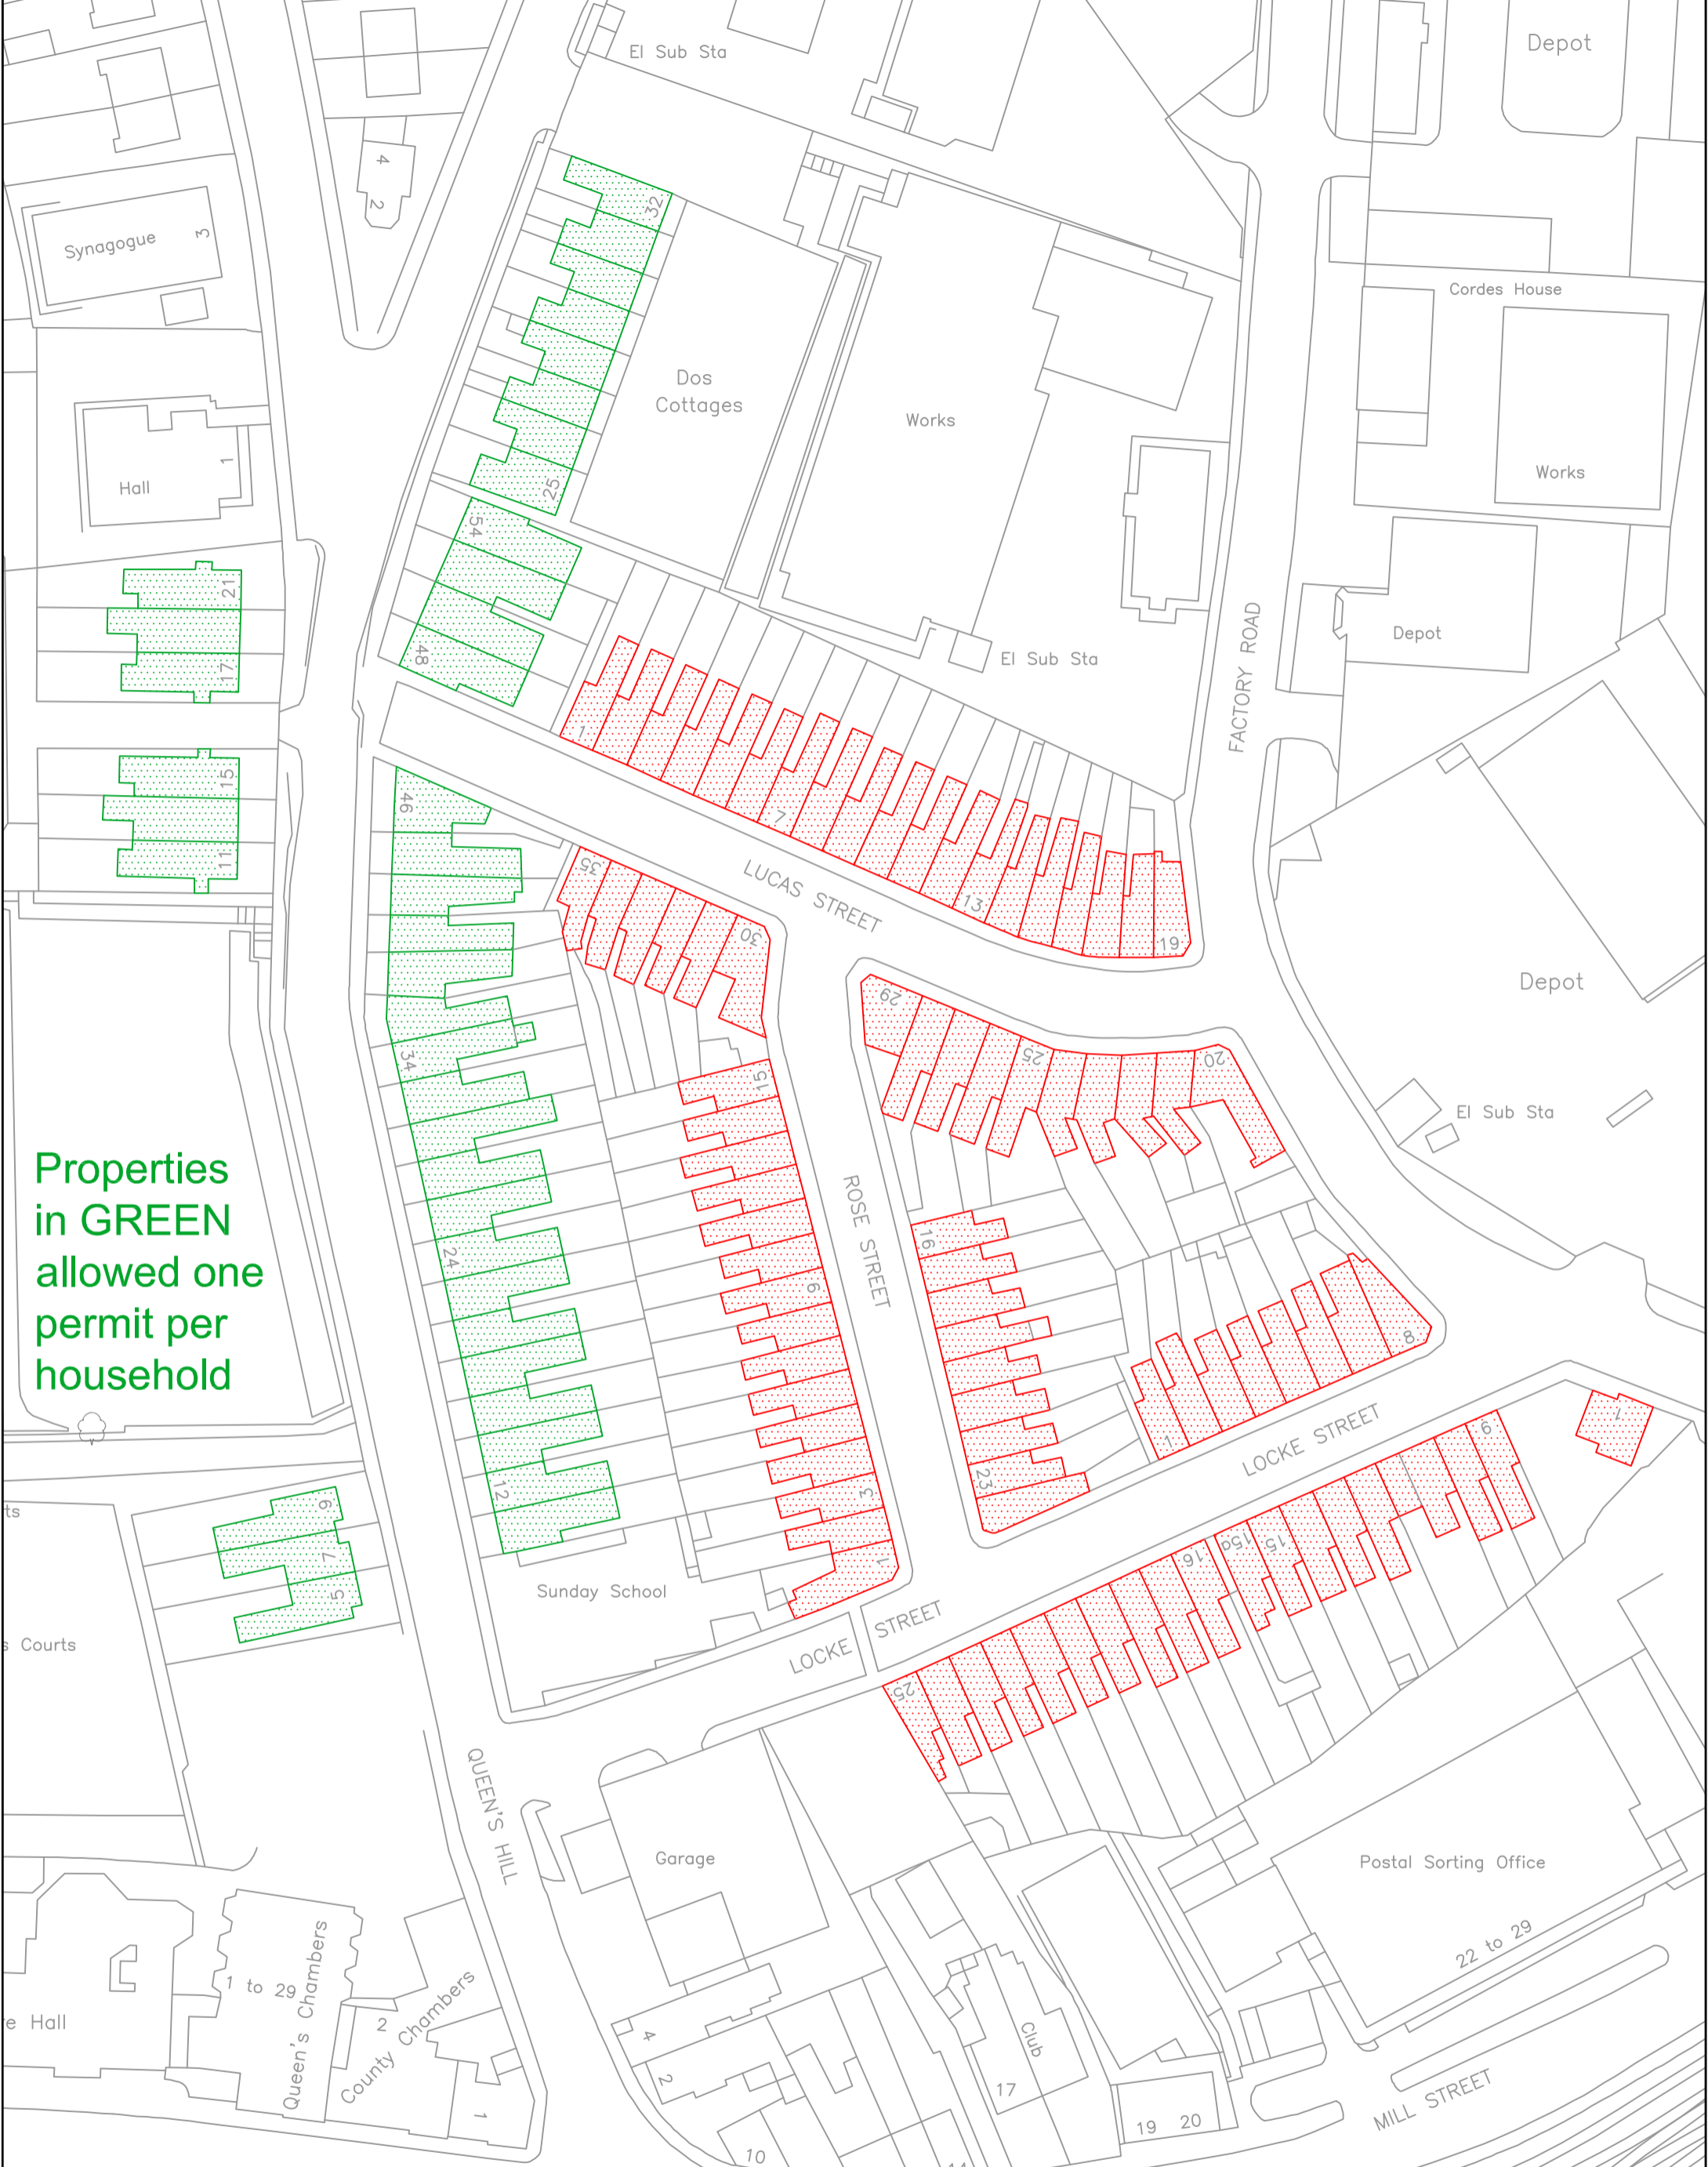 El Sub Sta
Depot
4
2
Synagogue
3
32
Cordes House
Dos
Cottages
Works
Hall
1
Works
25
54
21
17
48
El Sub Sta
Depot
FACTORY ROAD
1
7
15
11
46
35
LUCAS STREET
13
30
19
Depot
29
25
20
34
15
El Sub Sta
Properties
in GREEN
allowed one
permit per
household
ROSE STREET
16
24
9
8
1
1
LOCKE STREET
9
12
3
23
9
7
5
16
15a
15
1
Sunday School
ts
s Courts
LOCKE STREET
25
QUEEN'S HILL
Garage
Postal Sorting Office
22 to 29
1 to 29
Queen's Chambers
2
County Chambers
e Hall
4
2
1
Club
17
19
20
MILL STREET
10